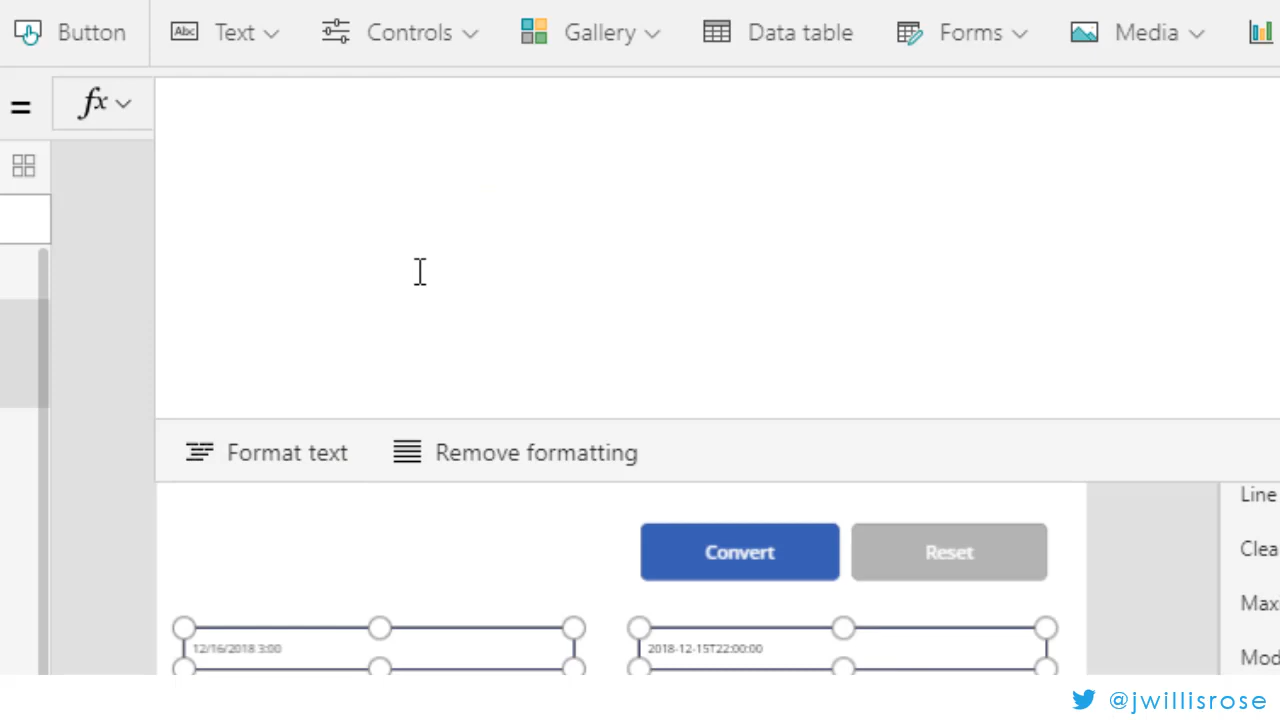 Button Text Controls Gallery Data table Forms Media
Abc
= fx
Format text Remove formatting
Line
Clea
Convert Reset
Max
12/16/2018 3:00 2018-12-15T22:00:00
Mod
@jwillisrose